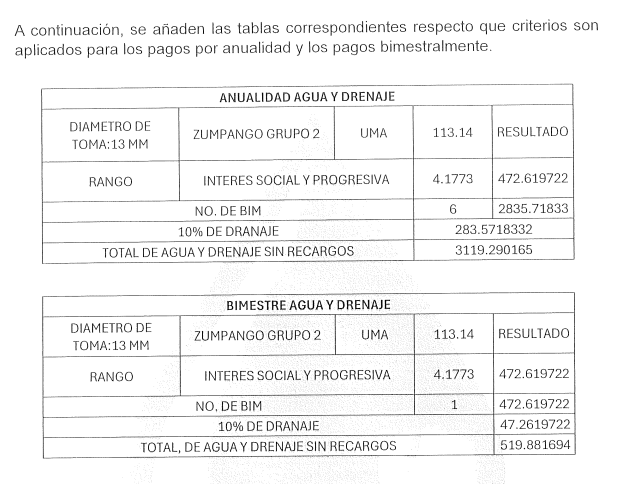 A continuación, se añaden las tablas correspondientes respecto que criterios son
aplicados para los pagos por anualidad y los pagos bimestralmente.
ANUALIDAD AGUA Y DRENAJE
DIAMETRO DE TOMA:13 MM ZUMPANGO GRUPO 2 UMA 113.14 RESULTADO
RANGO INTERES SOCIAL Y PROGRESIVA 4.1773 472.619722
NO. DE BIM 6 2835.71833
10% DE DRANAJE 283.5718332
TOTAL DE AGUA Y DRENAJE SIN RECARGOS 3119.290165
BIMESTRE AGUA Y DRENAJE
DIAMETRO DE TOMA:13 MM ZUMPANGO GRUPO 2 UMA 113.14 RESULTADO
RANGO INTERES SOCIAL Y PROGRESIVA 4.1773 472.619722
NO. DE BIM 1 472.619722
10% DE DRANAJE 47.2619722
TOTAL, DE AGUA Y DRENAJE SIN RECARGOS 519.881694